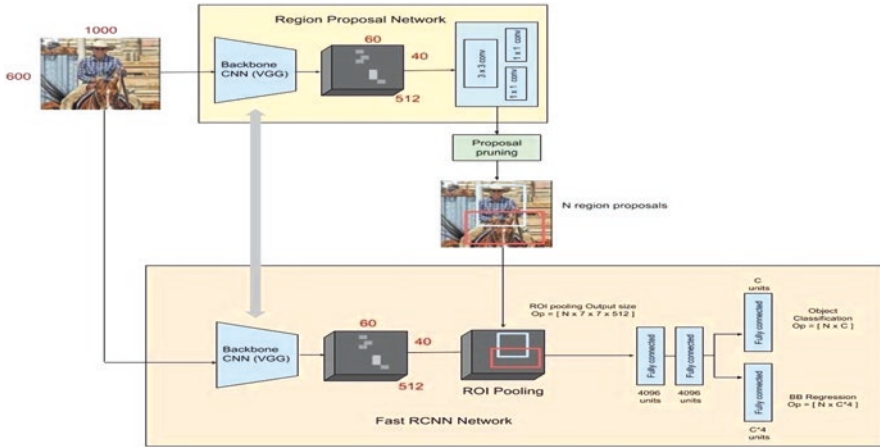 Region Proposal Network
1000
600
Backbone
CNN (VGG)
60
40
512
3 x 3 conv
1 x 1 conv
1 x 1 conv
Proposal
pruning
N region proposals
Backbone
CNN (VGG)
60
40
512
ROI Pooling
ROI pooling Output size
Op = [ N x 7 x 7 x 512 ]
Fully connected
4096
units
Fully connected
4096
units
C
units
Fully connected
Object
Classification
Op = [ N x C ]
Fully connected
C*4
units
BB Regression
Op = [ N x C*4 ]
Fast RCNN Network